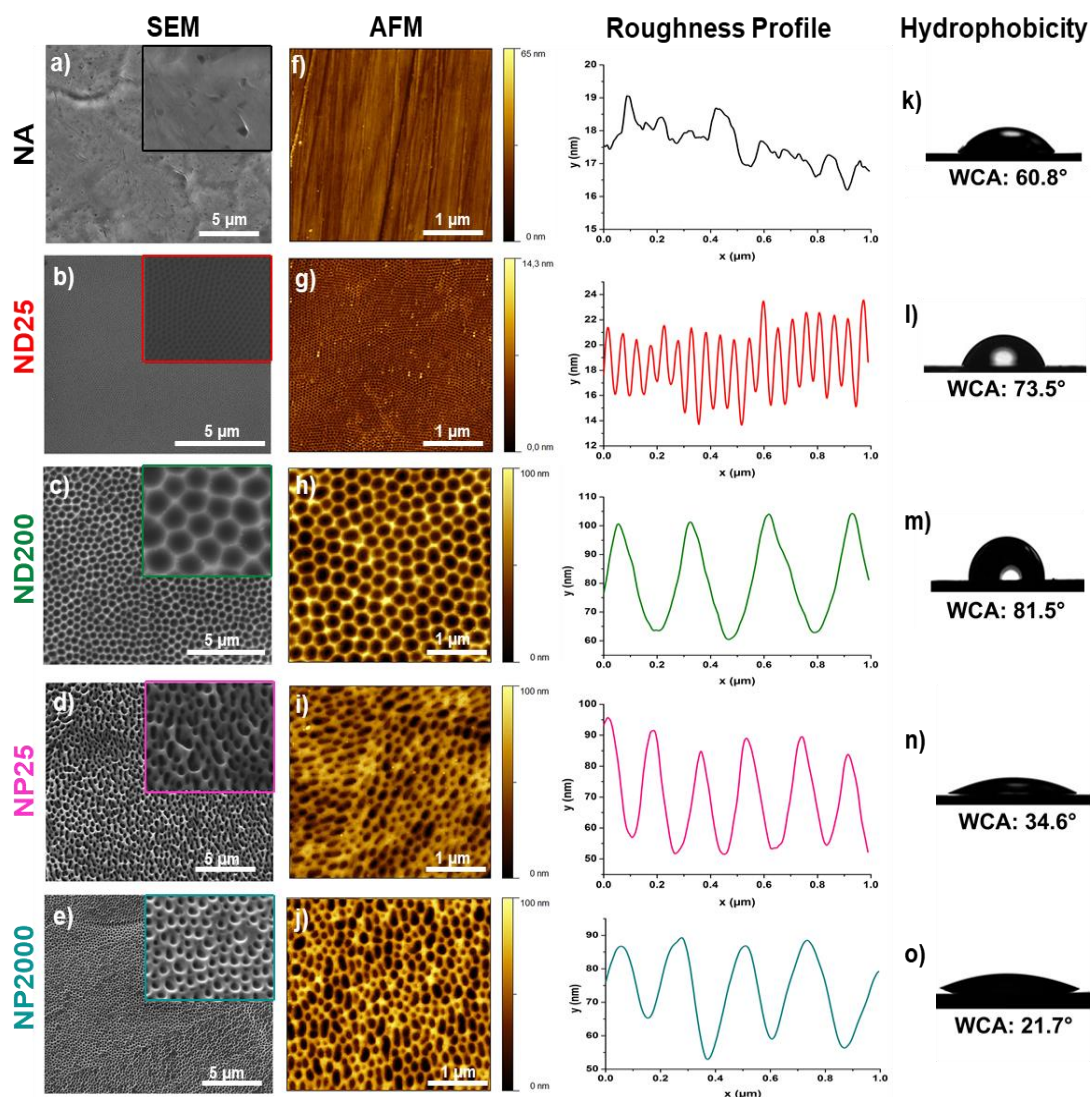 SEM
AFM
Roughness Profile
Hydrophobicity
NA
a)
5 µm
f)
1 µm
65 nm
0 nm
20
19
18
17
16
15
y (nm)
0.0 0.2 0.4 0.6 0.8 1.0
x (µm)
k)
WCA: 60.8°
ND25
b)
5 µm
g)
1 µm
14,3 nm
0,0 nm
24
22
20
18
16
14
12
y (nm)
0.0 0.2 0.4 0.6 0.8 1.0
x (µm)
l)
WCA: 73.5°
ND200
c)
5 µm
h)
1 µm
100 nm
0 nm
110
100
90
80
70
60
y (nm)
0.0 0.2 0.4 0.6 0.8 1.0
x (µm)
m)
WCA: 81.5°
NP25
d)
5 µm
i)
1 µm
100 nm
0 nm
100
90
80
70
60
50
y (nm)
0.0 0.2 0.4 0.6 0.8 1.0
x (µm)
n)
WCA: 34.6°
NP2000
e)
5 µm
j)
1 µm
100 nm
0 nm
90
80
70
60
50
y (nm)
0.0 0.2 0.4 0.6 0.8 1.0
x (µm)
o)
WCA: 21.7°